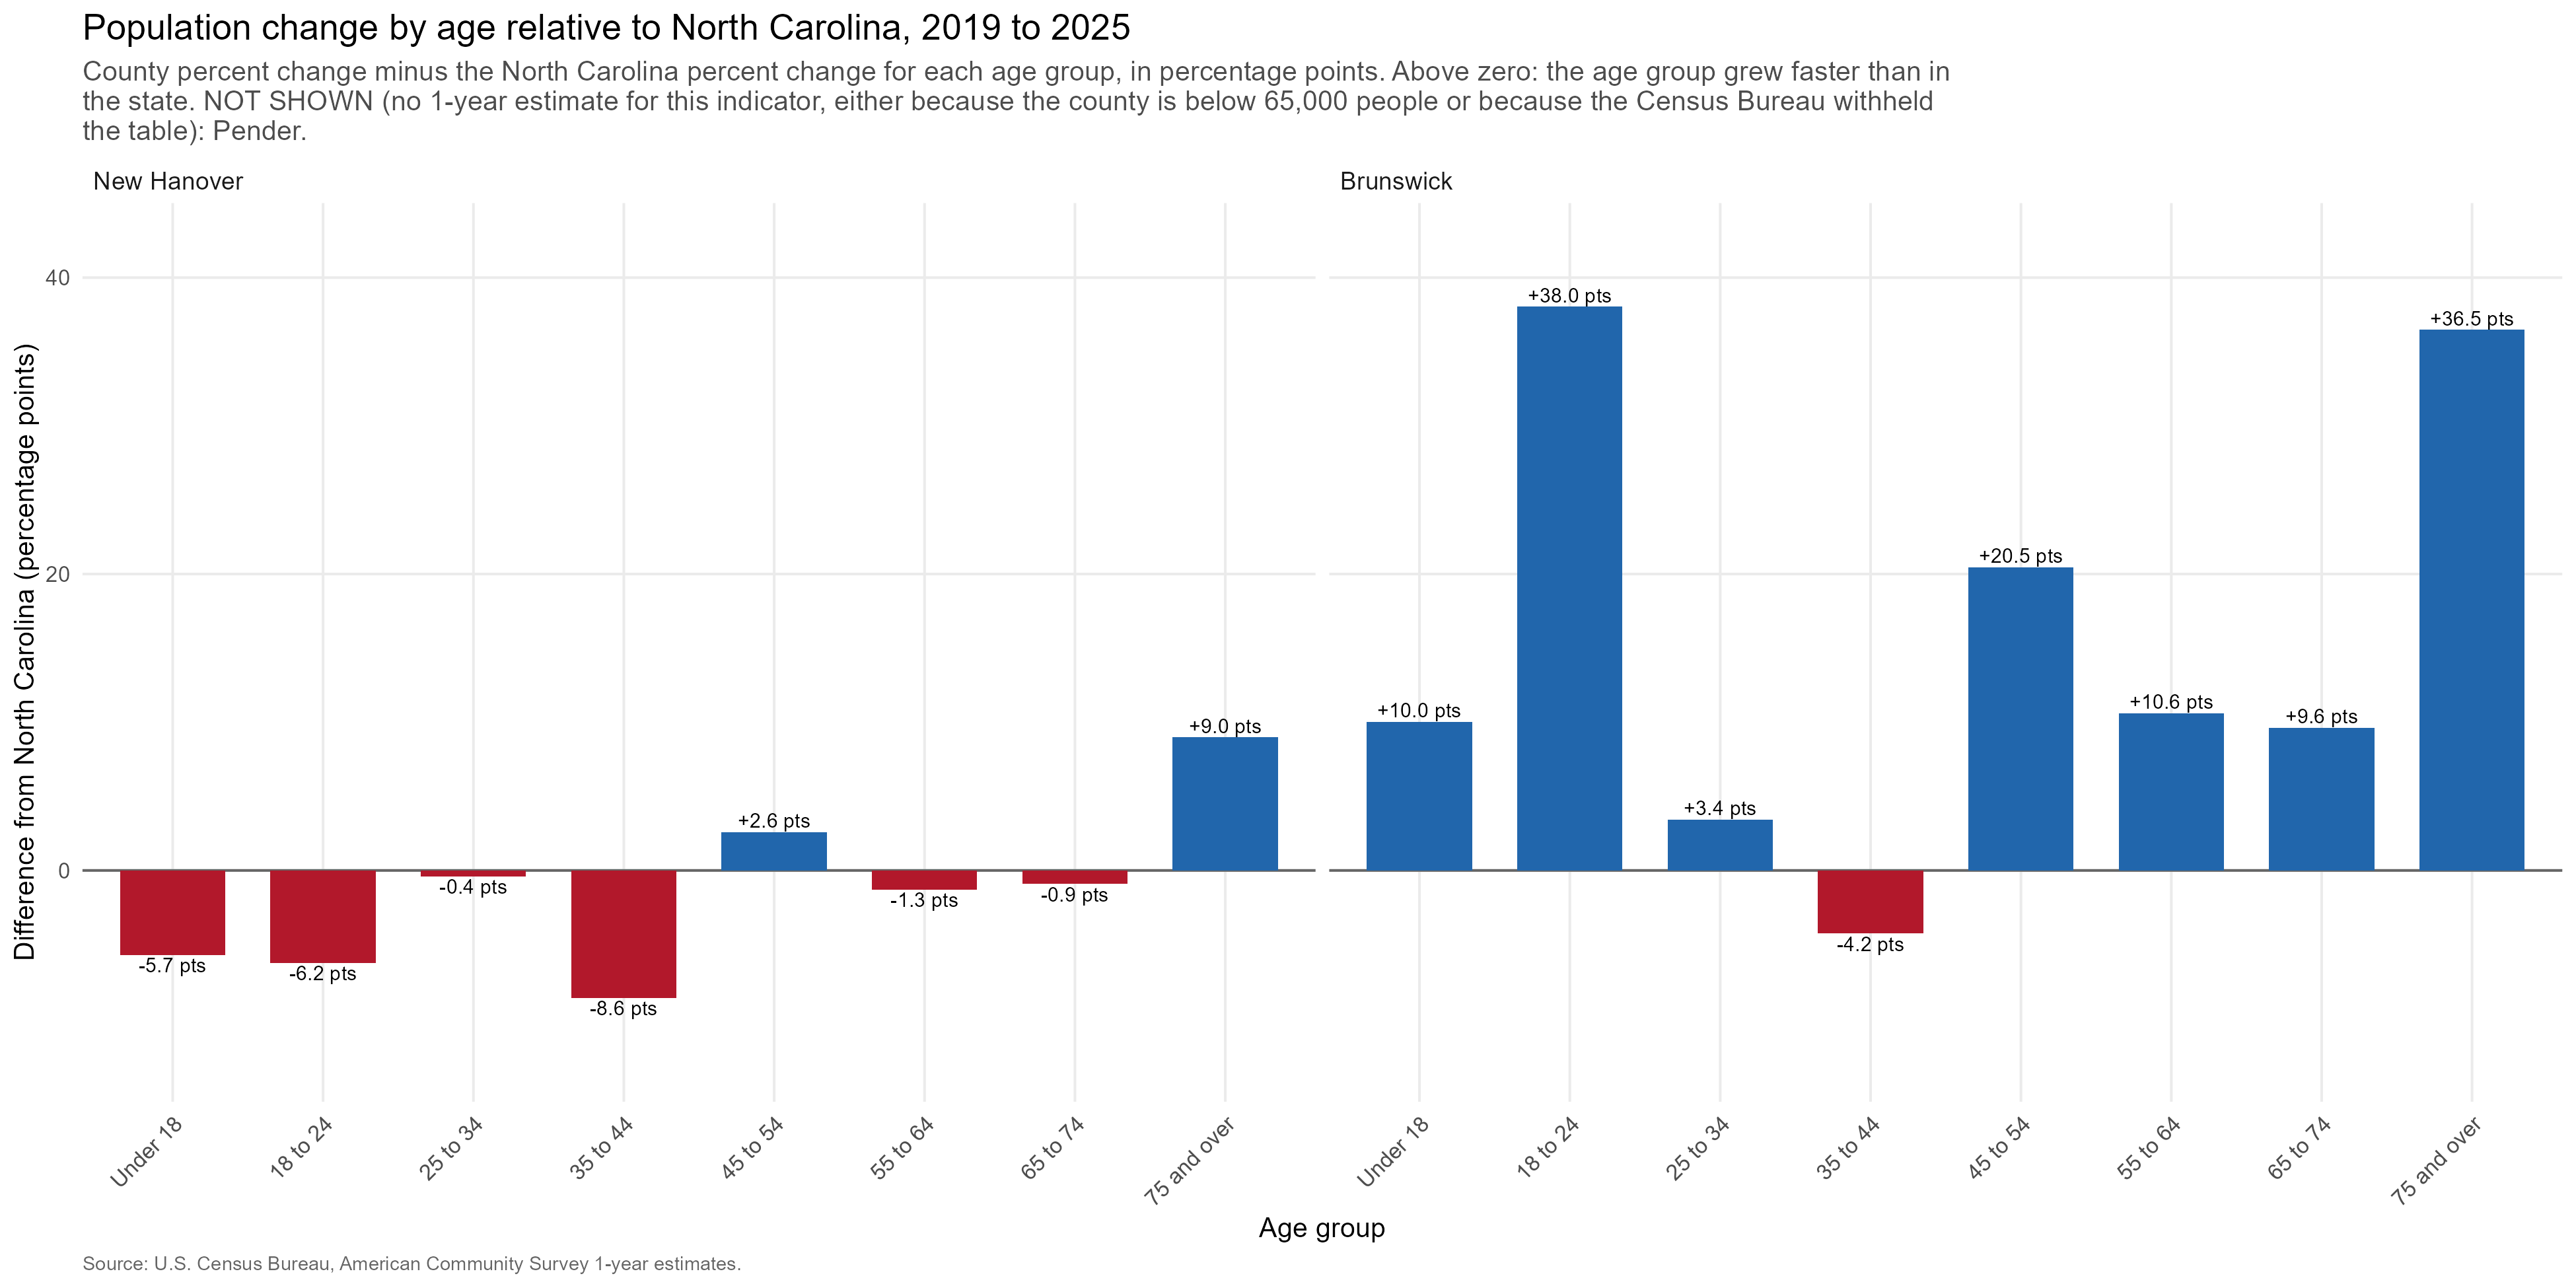 Population change by age relative to North Carolina, 2019 to 2025
County percent change minus the North Carolina percent change for each age group, in percentage points. Above zero: the age group grew faster than in
the state. NOT SHOWN (no 1-year estimate for this indicator, either because the county is below 65,000 people or because the Census Bureau withheld
the table): Pender.
New Hanover
Brunswick
Difference from North Carolina (percentage points)
40
20
0
-5.7 pts
-6.2 pts
-0.4 pts
-8.6 pts
+2.6 pts
-1.3 pts
-0.9 pts
+9.0 pts
+10.0 pts
+38.0 pts
+3.4 pts
-4.2 pts
+20.5 pts
+10.6 pts
+9.6 pts
+36.5 pts
Under 18
18 to 24
25 to 34
35 to 44
45 to 54
55 to 64
65 to 74
75 and over
Under 18
18 to 24
25 to 34
35 to 44
45 to 54
55 to 64
65 to 74
75 and over
Age group
Source: U.S. Census Bureau, American Community Survey 1-year estimates.